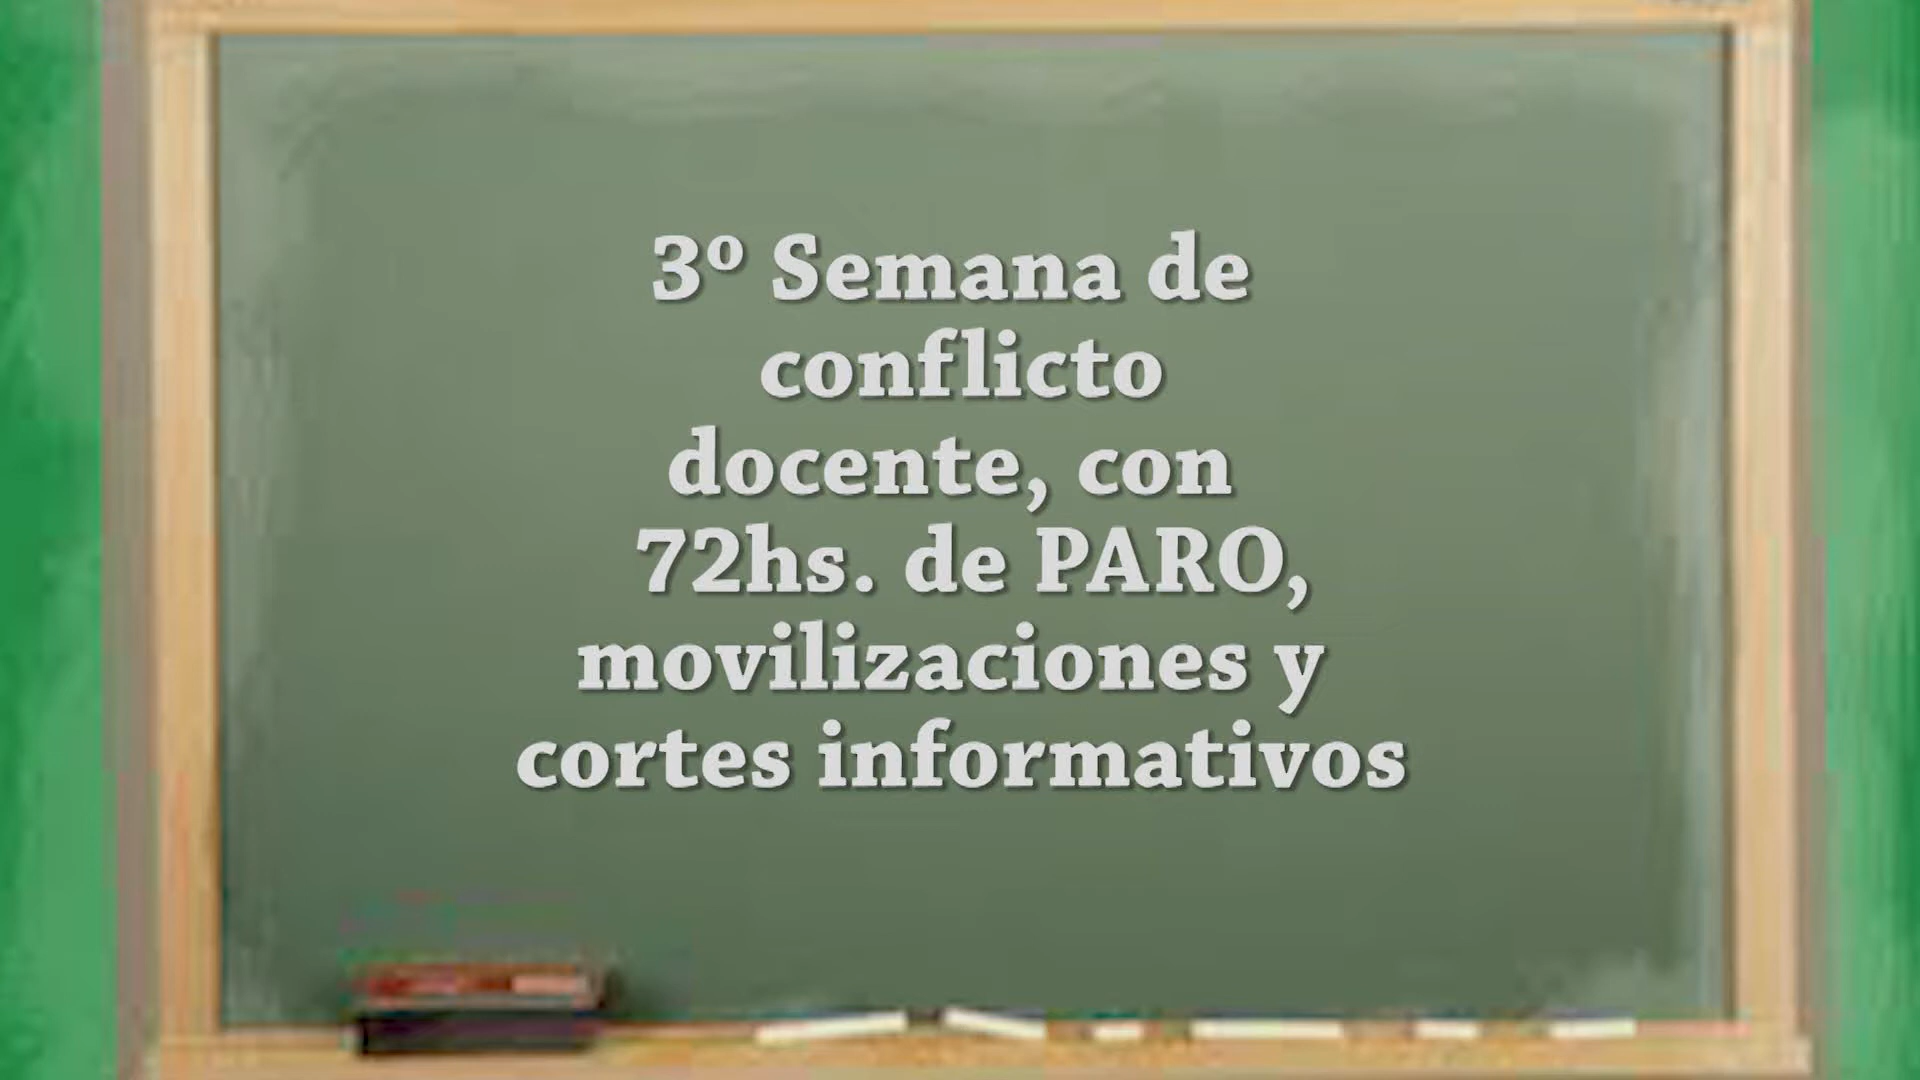 3º Semana de
conflicto
docente, con
72hs. de PARO,
movilizaciones y
cortes informativos